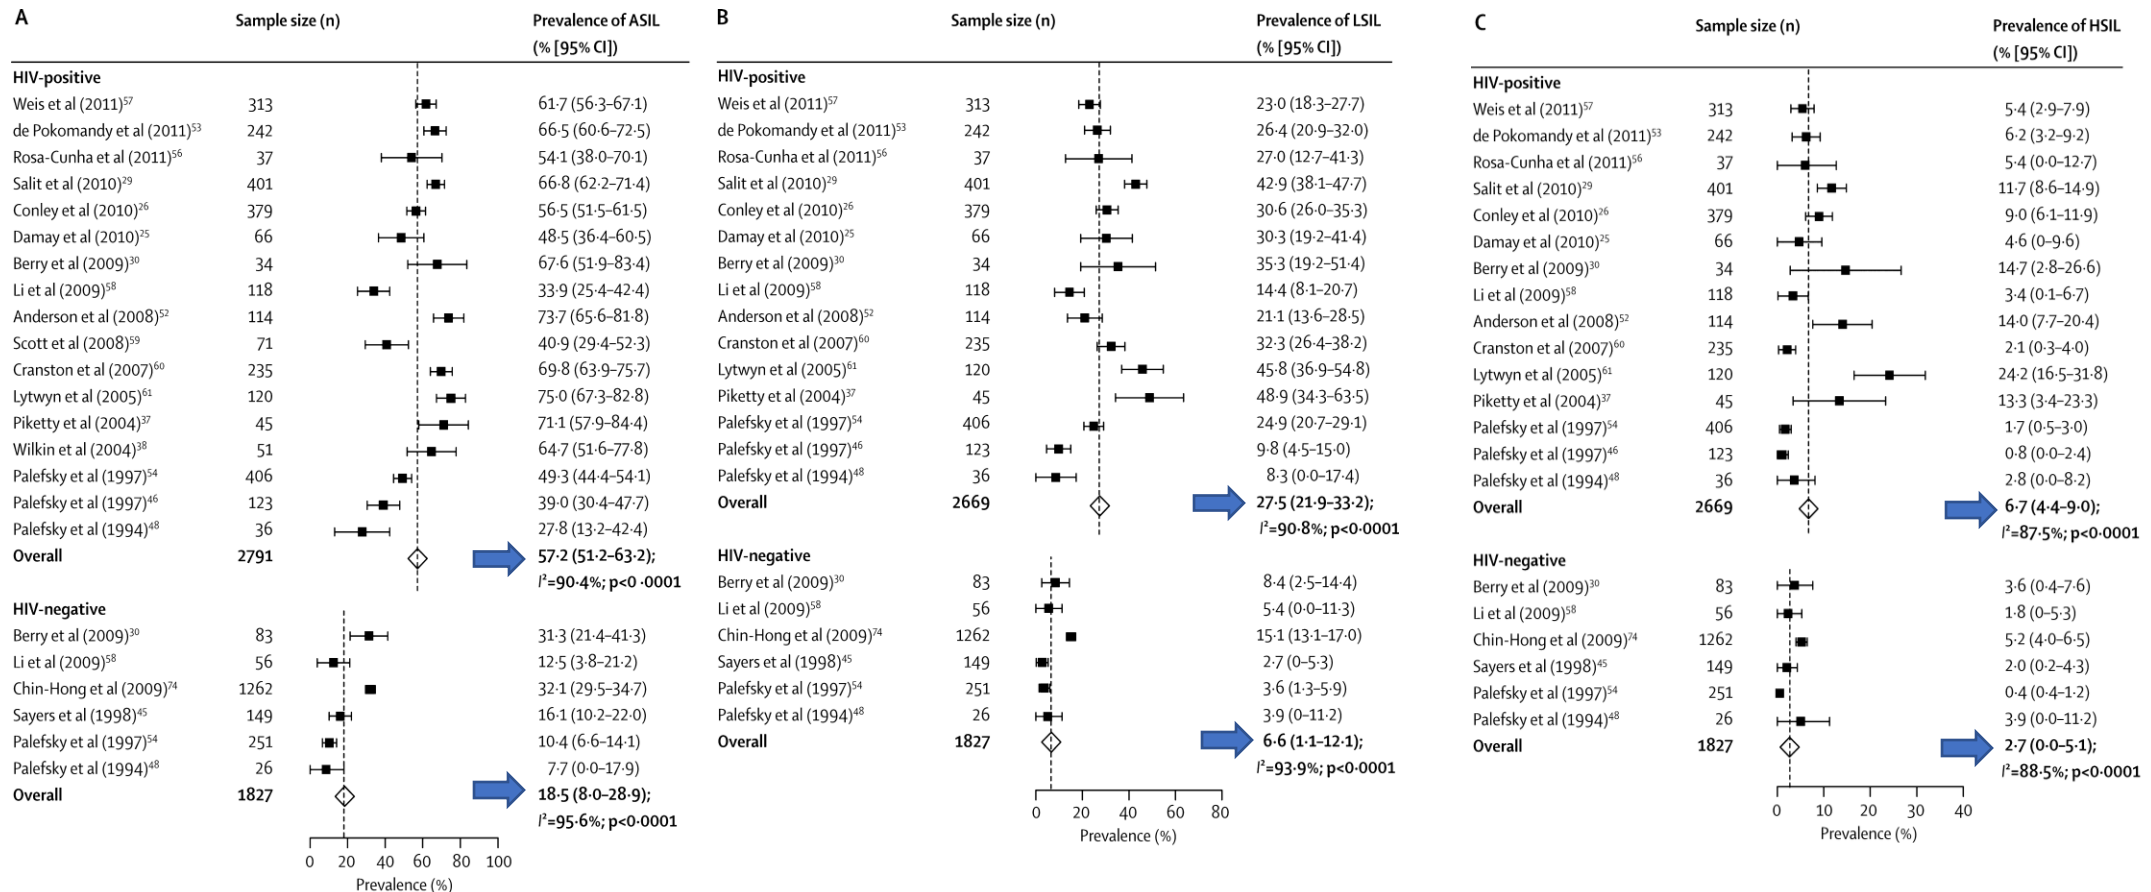 A Sample size (n) Prevalence of ASIL
(% [95% CI])
HIV-positive
Weis et al (2011)57 313 61·7 (56·3–67·1)
de Pokomandy et al (2011)53 242 66·5 (60·6–72·5)
Rosa-Cunha et al (2011)56 37 54·1 (38·0–70·1)
Salit et al (2010)29 401 66·8 (62·2–71·4)
Conley et al (2010)26 379 56·5 (51·5–61·5)
Damay et al (2010)25 66 48·5 (36·4–60·5)
Berry et al (2009)30 34 67·6 (51·9–83·4)
Li et al (2009)58 118 33·9 (25·4–42·4)
Anderson et al (2008)52 114 73·7 (65·6–81·8)
Scott et al (2008)59 71 40·9 (29·4–52·3)
Cranston et al (2007)60 235 69·8 (63·9–75·7)
Lytwyn et al (2005)61 120 75·0 (67·3–82·8)
Piketty et al (2004)37 45 71·1 (57·9–84·4)
Wilkin et al (2004)38 51 64·7 (51·6–77·8)
Palefsky et al (1997)54 406 49·3 (44·4–54·1)
Palefsky et al (1997)46 123 39·0 (30·4–47·7)
Palefsky et al (1994)48 36 27·8 (13·2–42·4)
Overall 2791 57·2 (51·2–63·2);
I²=90·4%; p<0 ·0001
HIV-negative
Berry et al (2009)30 83 31·3 (21·4–41·3)
Li et al (2009)58 56 12·5 (3·8–21·2)
Chin-Hong et al (2009)74 1262 32·1 (29·5–34·7)
Sayers et al (1998)45 149 16·1 (10·2–22·0)
Palefsky et al (1997)54 251 10·4 (6·6–14·1)
Palefsky et al (1994)48 26 7·7 (0·0–17·9)
Overall 1827 18·5 (8·0–28·9);
I²=95·6%; p<0·0001
0 20 40 60 80 100
Prevalence (%)
B Sample size (n) Prevalence of LSIL
(% [95% CI])
HIV-positive
Weis et al (2011)57 313 23·0 (18·3–27·7)
de Pokomandy et al (2011)53 242 26·4 (20·9–32·0)
Rosa-Cunha et al (2011)56 37 27·0 (12·7–41·3)
Salit et al (2010)29 401 42·9 (38·1–47·7)
Conley et al (2010)26 379 30·6 (26·0–35·3)
Damay et al (2010)25 66 30·3 (19·2–41·4)
Berry et al (2009)30 34 35·3 (19·2–51·4)
Li et al (2009)58 118 14·4 (8·1–20·7)
Anderson et al (2008)52 114 21·1 (13·6–28·5)
Cranston et al (2007)60 235 32·3 (26·4–38·2)
Lytwyn et al (2005)61 120 45·8 (36·9–54·8)
Piketty et al (2004)37 45 48·9 (34·3–63·5)
Palefsky et al (1997)54 406 24·9 (20·7–29·1)
Palefsky et al (1997)46 123 9·8 (4·5–15·0)
Palefsky et al (1994)48 36 8·3 (0·0–17·4)
Overall 2669 27·5 (21·9–33·2);
I²=90·8%; p<0·0001
HIV-negative
Berry et al (2009)30 83 8·4 (2·5–14·4)
Li et al (2009)58 56 5·4 (0·0–11·3)
Chin-Hong et al (2009)74 1262 15·1 (13·1–17·0)
Sayers et al (1998)45 149 2·7 (0–5·3)
Palefsky et al (1997)54 251 3·6 (1·3–5·9)
Palefsky et al (1994)48 26 3·9 (0–11·2)
Overall 1827 6·6 (1·1–12·1);
I²=93·9%; p<0·0001
0 20 40 60 80
Prevalence (%)
C Sample size (n) Prevalence of HSIL
(% [95% CI])
HIV-positive
Weis et al (2011)57 313 5·4 (2·9–7·9)
de Pokomandy et al (2011)53 242 6·2 (3·2–9·2)
Rosa-Cunha et al (2011)56 37 5·4 (0·0–12·7)
Salit et al (2010)29 401 11·7 (8·6–14·9)
Conley et al (2010)26 379 9·0 (6·1–11·9)
Damay et al (2010)25 66 4·6 (0–9·6)
Berry et al (2009)30 34 14·7 (2·8–26·6)
Li et al (2009)58 118 3·4 (0·1–6·7)
Anderson et al (2008)52 114 14·0 (7·7–20·4)
Cranston et al (2007)60 235 2·1 (0·3–4·0)
Lytwyn et al (2005)61 120 24·2 (16·5–31·8)
Piketty et al (2004)37 45 13·3 (3·4–23·3)
Palefsky et al (1997)54 406 1·7 (0·5–3·0)
Palefsky et al (1997)46 123 0·8 (0·0–2·4)
Palefsky et al (1994)48 36 2·8 (0·0–8·2)
Overall 2669 6·7 (4·4–9·0);
I²=87·5%; p<0·0001
HIV-negative
Berry et al (2009)30 83 3·6 (0·4–7·6)
Li et al (2009)58 56 1·8 (0–5·3)
Chin-Hong et al (2009)74 1262 5·2 (4·0–6·5)
Sayers et al (1998)45 149 2·0 (0·2–4·3)
Palefsky et al (1997)54 251 0·4 (0·4–1·2)
Palefsky et al (1994)48 26 3·9 (0·0–11·2)
Overall 1827 2·7 (0·0–5·1);
I²=88·5%; p<0·0001
0 10 20 30 40
Prevalence (%)